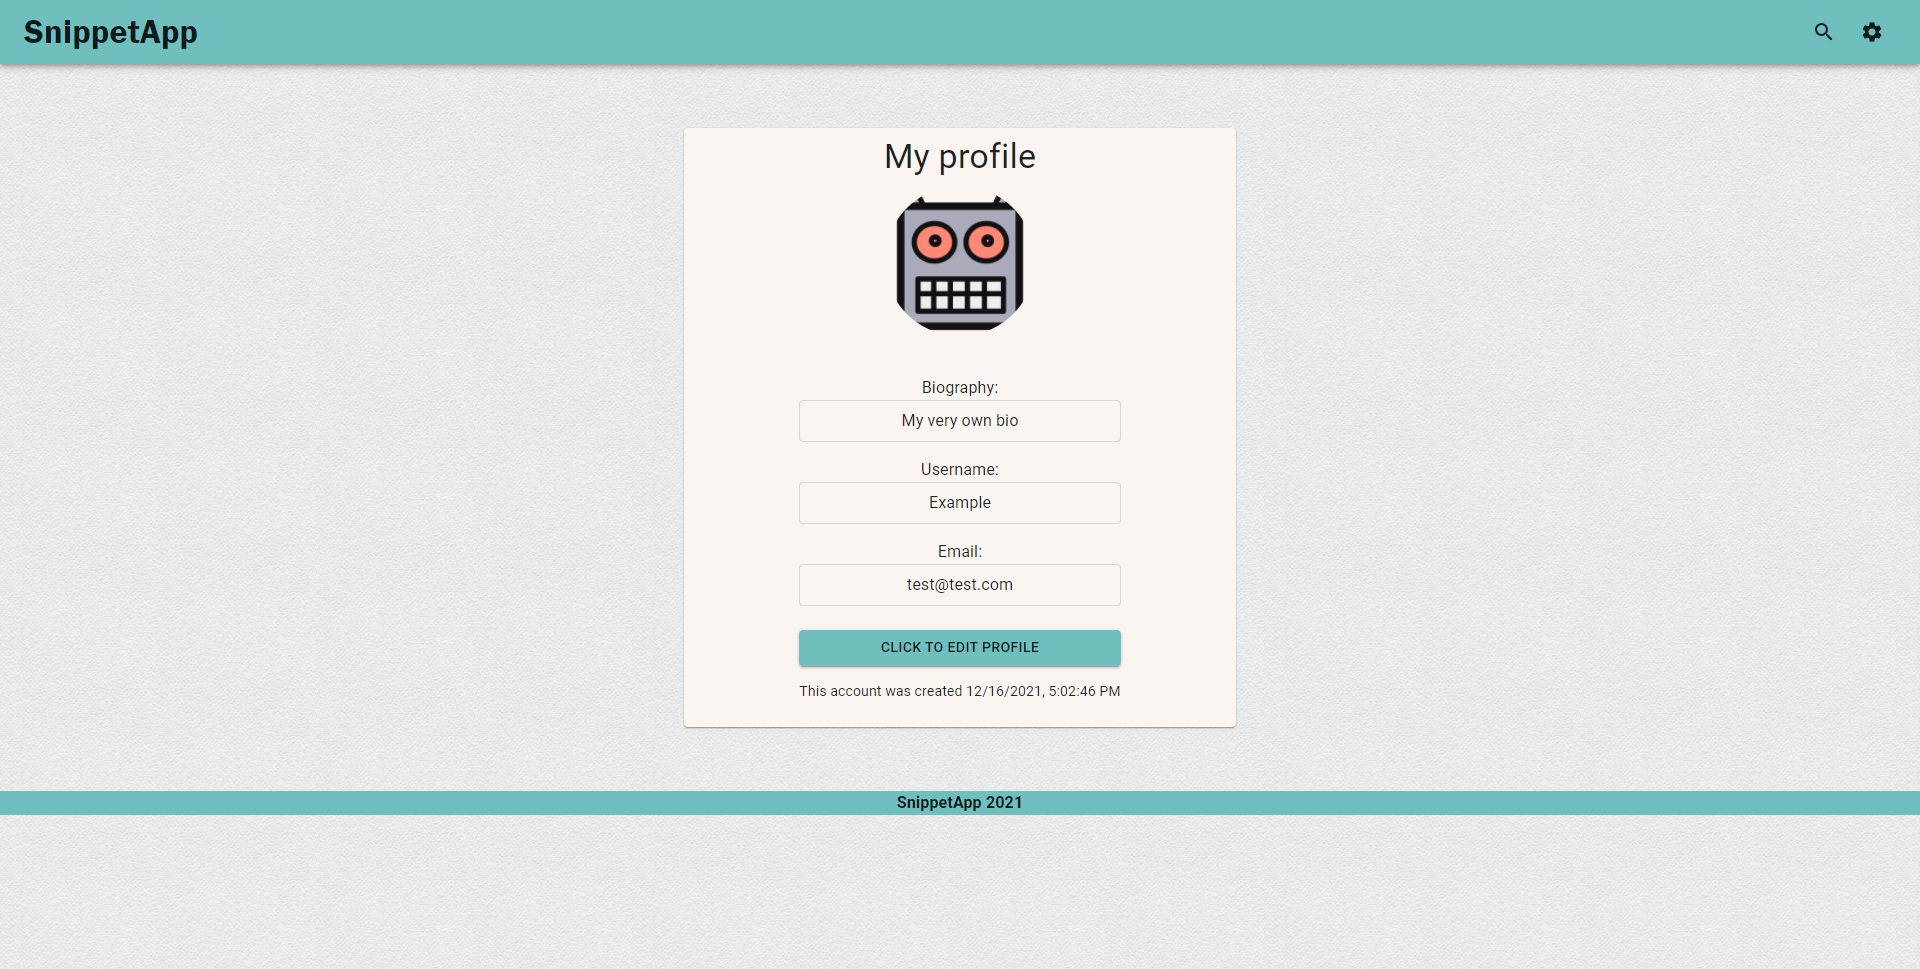 SnippetApp
My profile
Biography:
My very own bio
Username:
Example
Email:
test@test.com
CLICK TO EDIT PROFILE
This account was created 12/16/2021, 5:02:46 PM
SnippetApp 2021